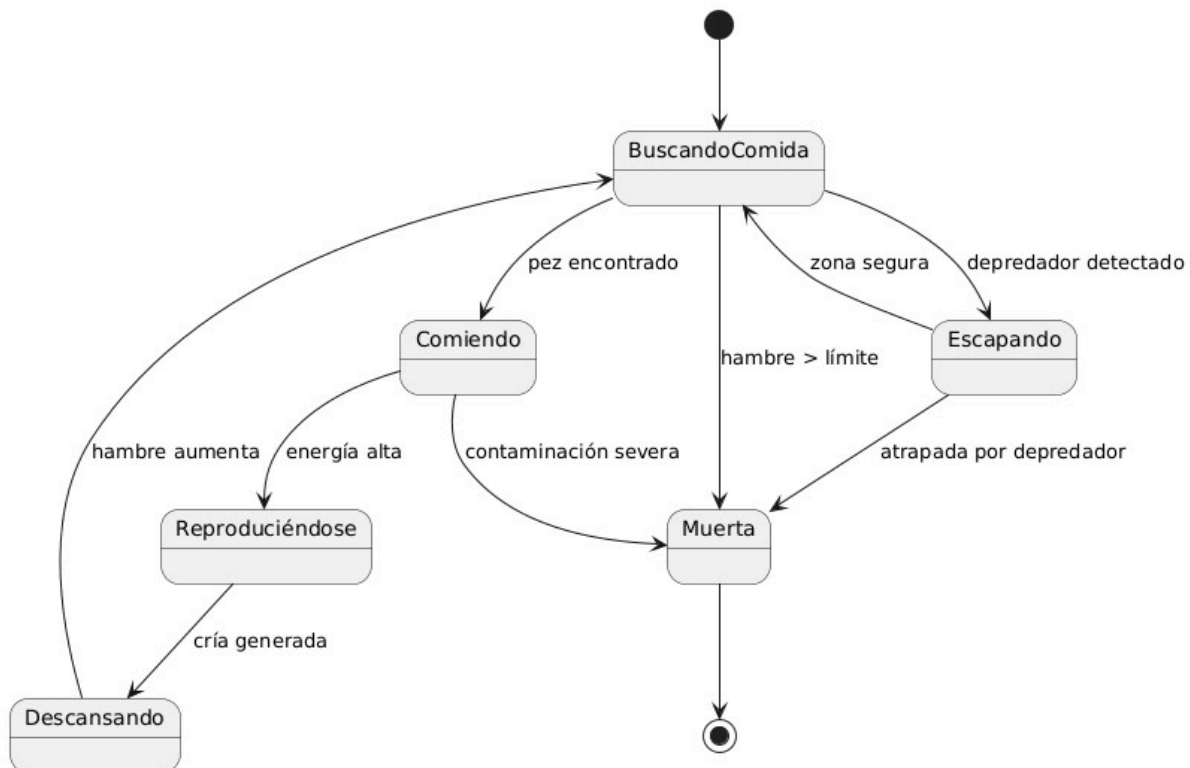 BuscandoComida
pez encontrado
zona segura
depredador detectado
Comiendo
hambre > límite
Escapando
hambre aumenta
energía alta
contaminación severa
atrapada por depredador
Reproduciéndose
Muerta
cría generada
Descansando